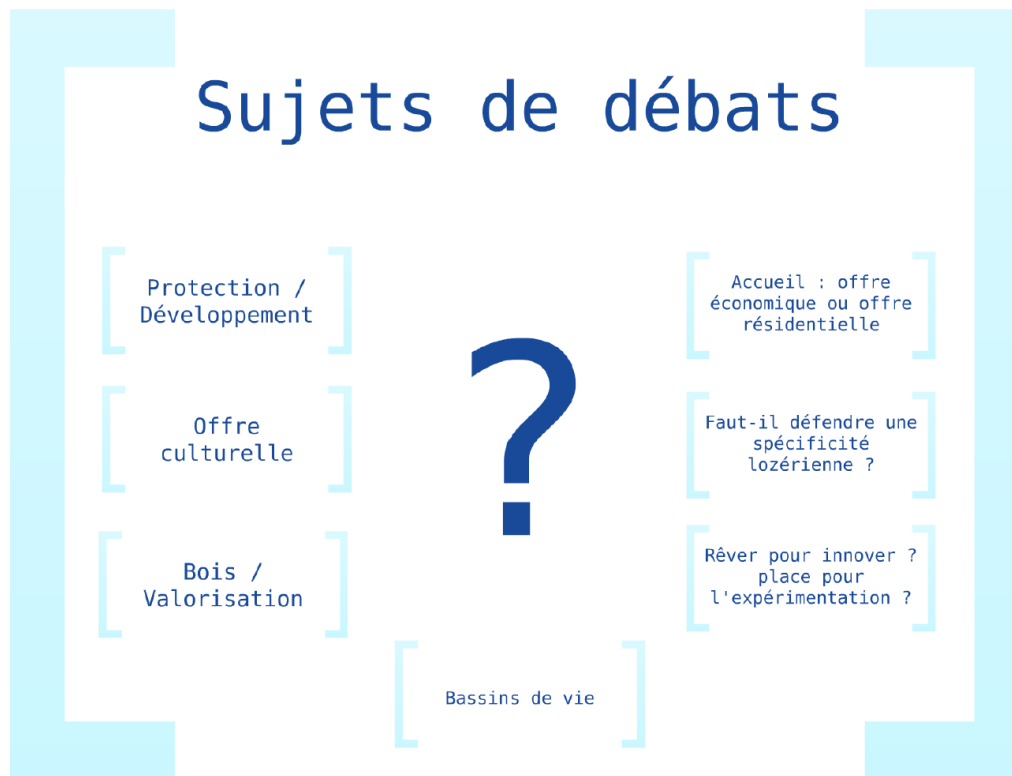 Sujets de débats
Protection /
Développement
Offre
culturelle
Bois /
Valorisation
?
Accueil : offre
économique ou offre
résidentielle
Faut-il défendre une
spécificité
lozérienne ?
Rêver pour innover ?
place pour
l'expérimentation ?
Bassins de vie